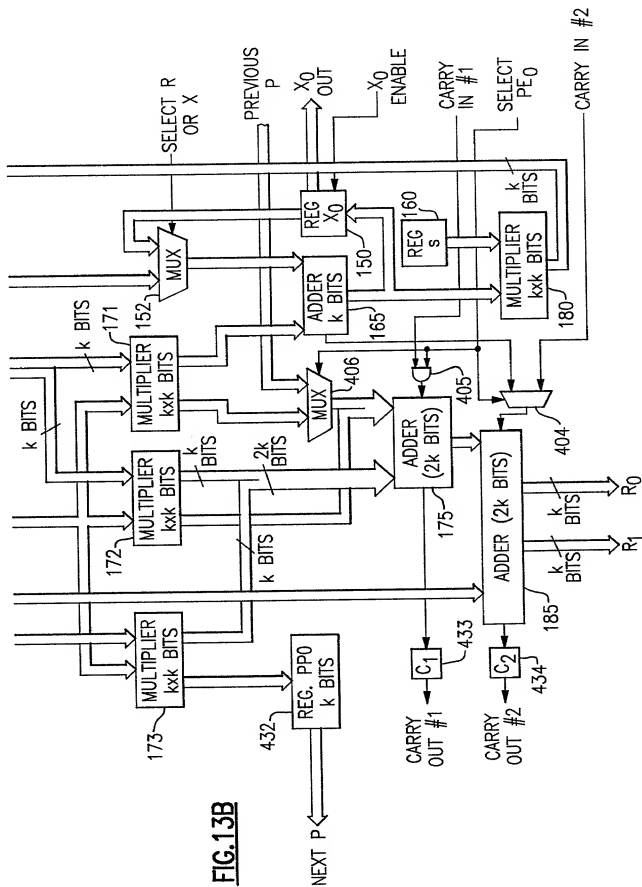 SELECT R
OR X
PREVIOUS
P
X0
OUT
X0
ENABLE
CARRY
IN #1
SELECT
PE0
CARRY IN #2
k
BITS
MUX
152
REG
X0
150
REG
s
160
MULTIPLIER
kxk BITS
180
ADDER
k BITS
165
k BITS
171
MULTIPLIER
kxk BITS
MUX
406
405
404
k
BITS
MULTIPLIER
kxk BITS
172
k
BITS
2k
BITS
k
BITS
ADDER
(2k BITS)
175
ADDER (2k BITS)
185
k
BITS
R0
k
BITS
R1
MULTIPLIER
kxk BITS
173
REG. PP0
k BITS
432
C1
433
C2
434
CARRY
OUT #1
CARRY
OUT #2
NEXT P
FIG.13B